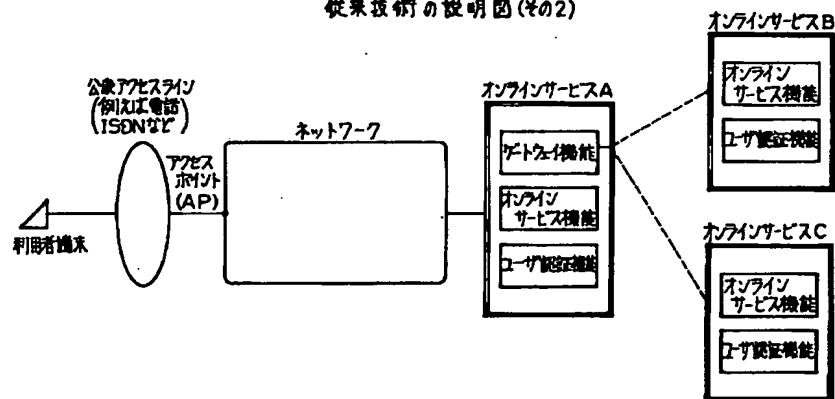 従来技術の説明図(その2)
公衆アクセスライン
(例えば電話
ISDNなど)
アクセス
ポイント
(AP)
利用者端末
ネットワーク
オンラインサービスA
ゲートウェイ機能
オンライン
サービス機能
ユーザ認証機能
オンラインサービスB
オンライン
サービス機能
ユーザ認証機能
オンラインサービスC
オンライン
サービス機能
ユーザ認証機能